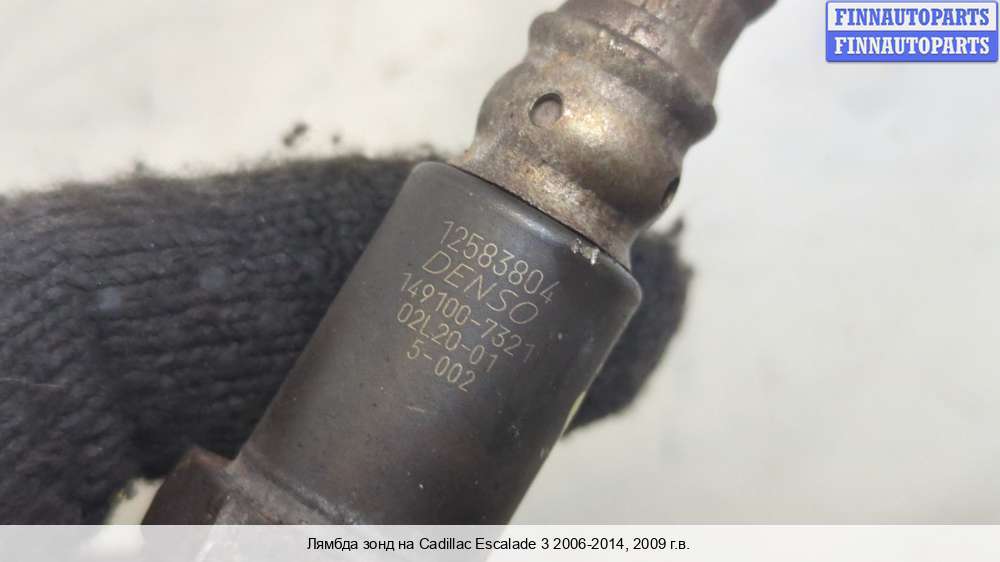 FINNAUTOPARTS
FINNAUTOPARTS
12583804
DENSO
149100-7321
02L20-01
5-002
Лямбда зонд на Cadillac Escalade 3 2006-2014, 2009 г.в.